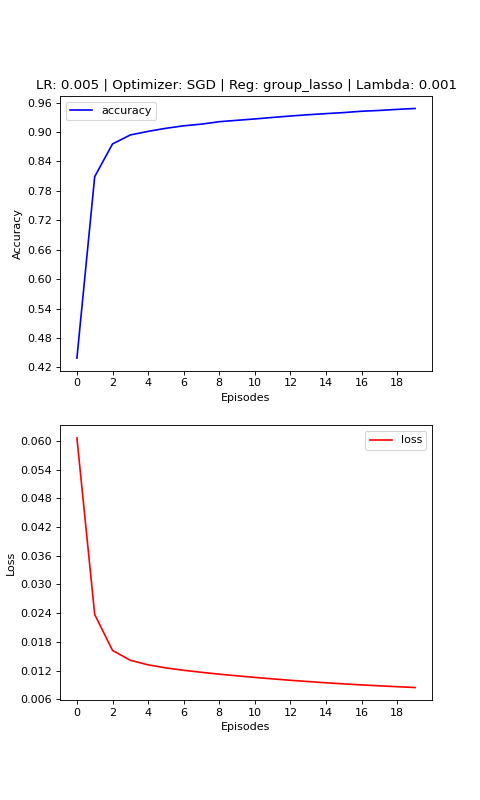 LR: 0.005 | Optimizer: SGD | Reg: group_lasso | Lambda: 0.001
accuracy
0.96
0.90
0.84
0.78
0.72
0.66
0.60
0.54
0.48
0.42
Accuracy
0 2 4 6 8 10 12 14 16 18
Episodes
loss
0.060
0.054
0.048
0.042
0.036
0.030
0.024
0.018
0.012
0.006
Loss
0 2 4 6 8 10 12 14 16 18
Episodes